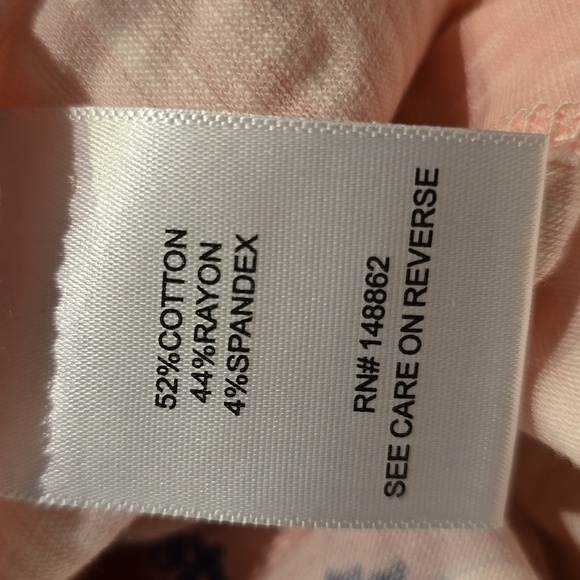 52%COTTON
44%RAYON
4%SPANDEX
RN# 148862
SEE CARE ON REVERSE